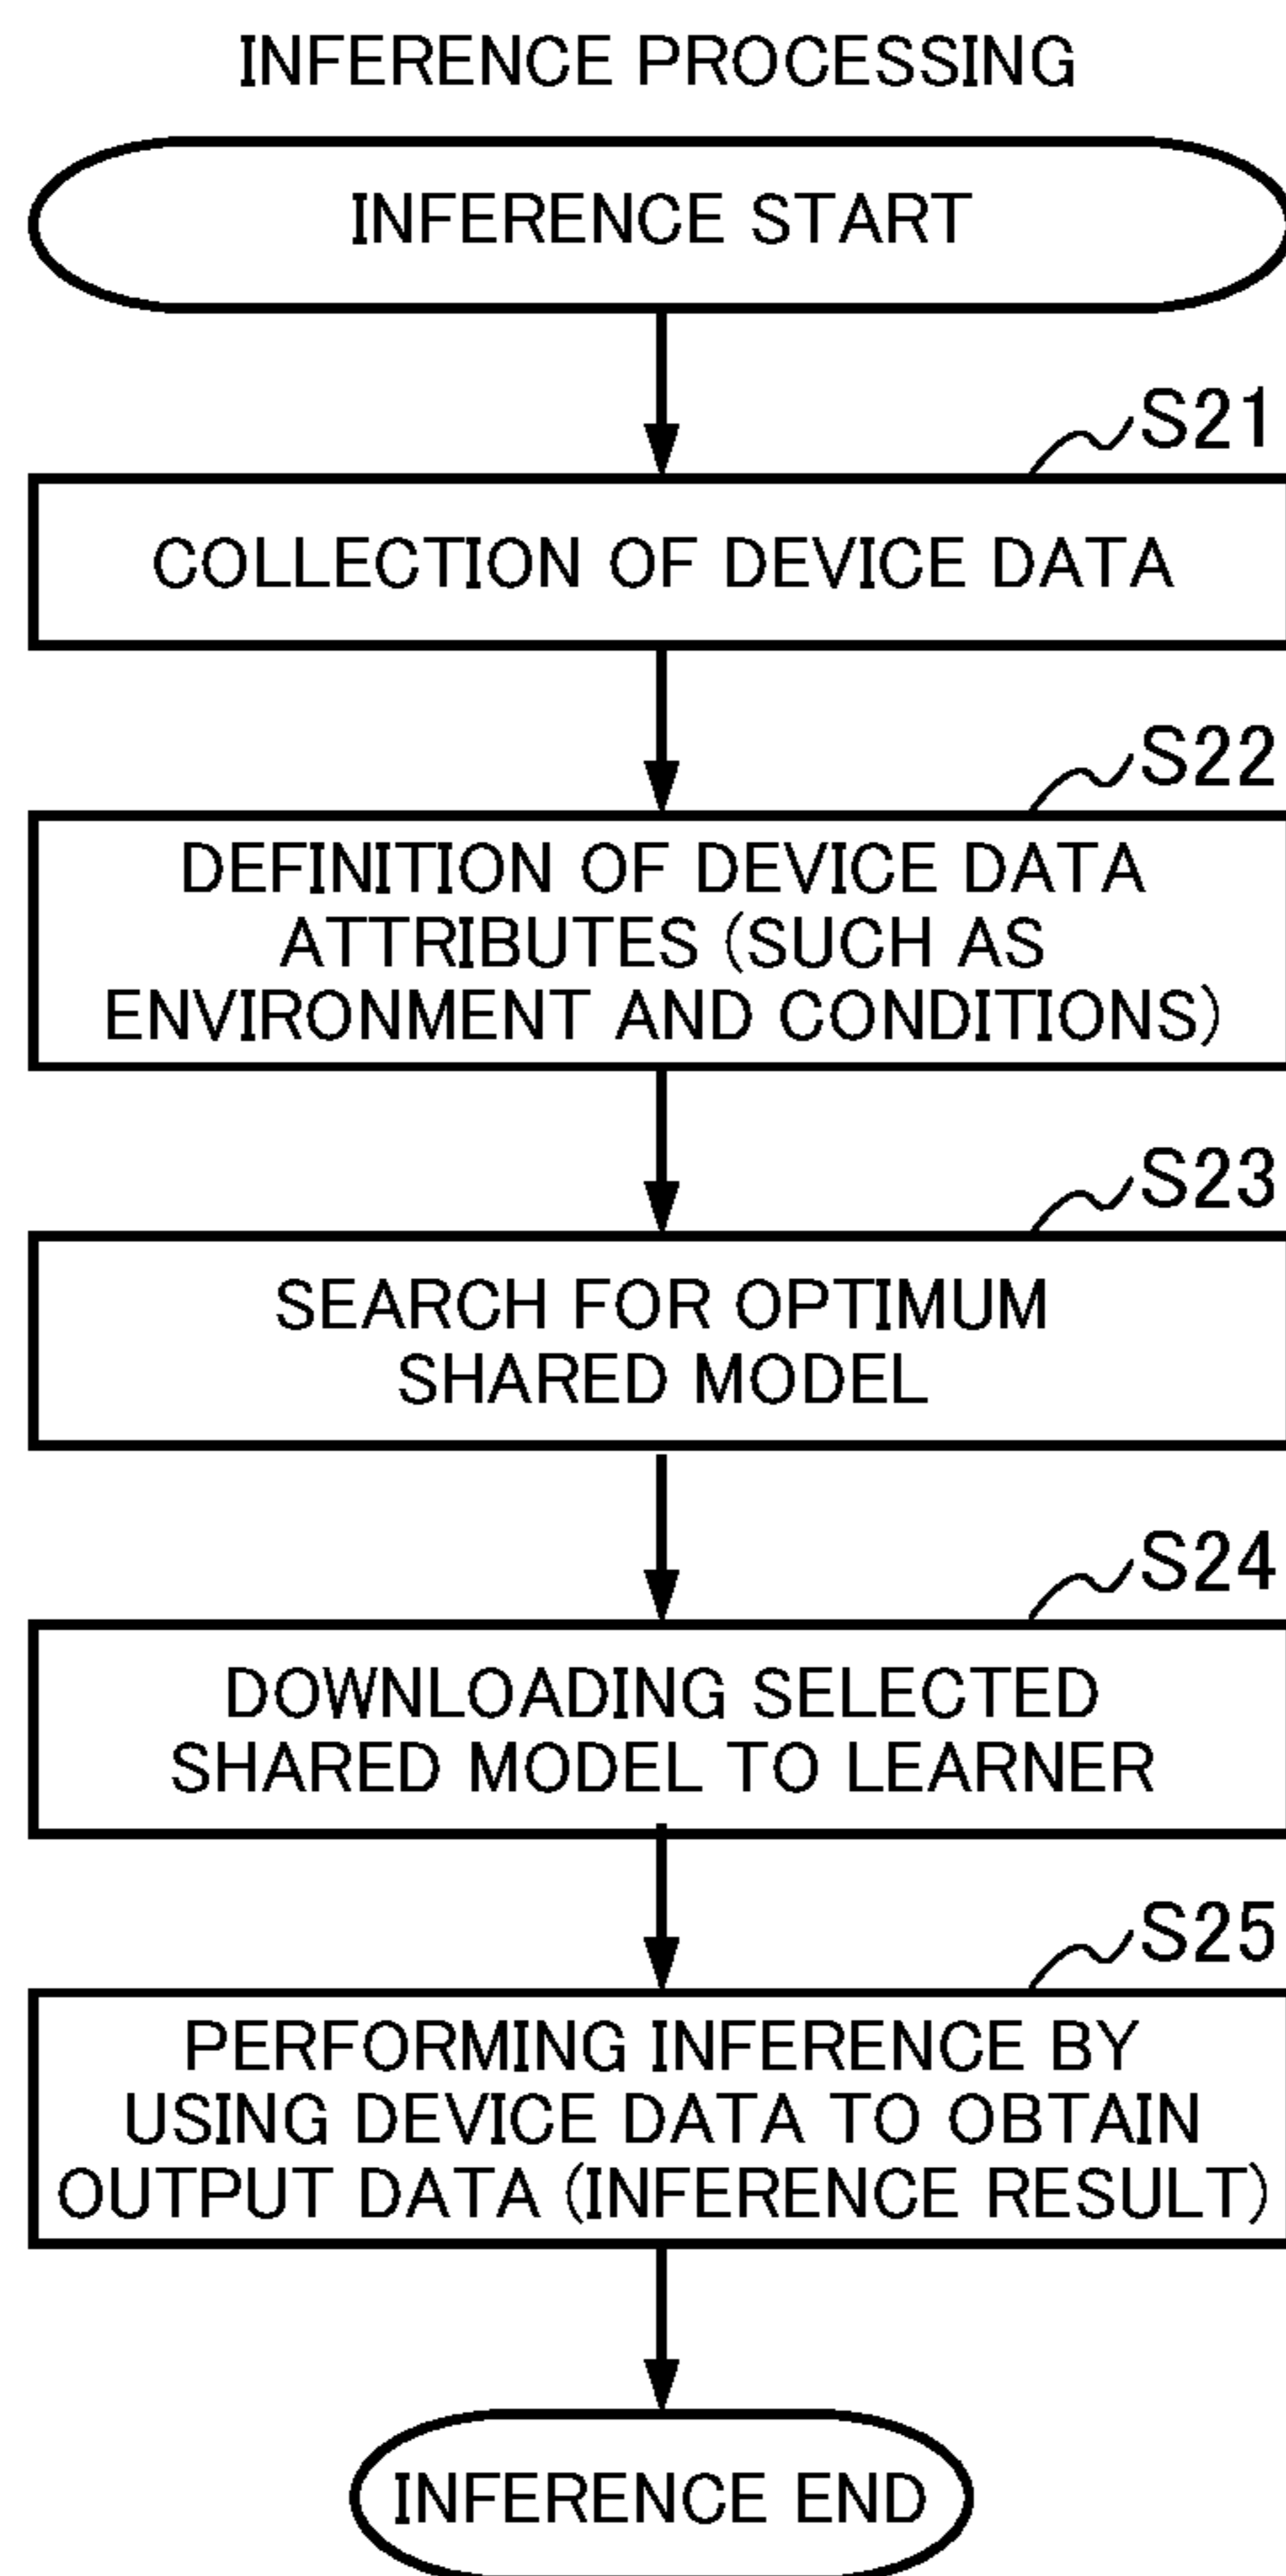 INFERENCE PROCESSING
INFERENCE START
S21
COLLECTION OF DEVICE DATA
S22
DEFINITION OF DEVICE DATA
ATTRIBUTES (SUCH AS
ENVIRONMENT AND CONDITIONS)
S23
SEARCH FOR OPTIMUM
SHARED MODEL
S24
DOWNLOADING SELECTED
SHARED MODEL TO LEARNER
S25
PERFORMING INFERENCE BY
USING DEVICE DATA TO OBTAIN
OUTPUT DATA (INFERENCE RESULT)
INFERENCE END